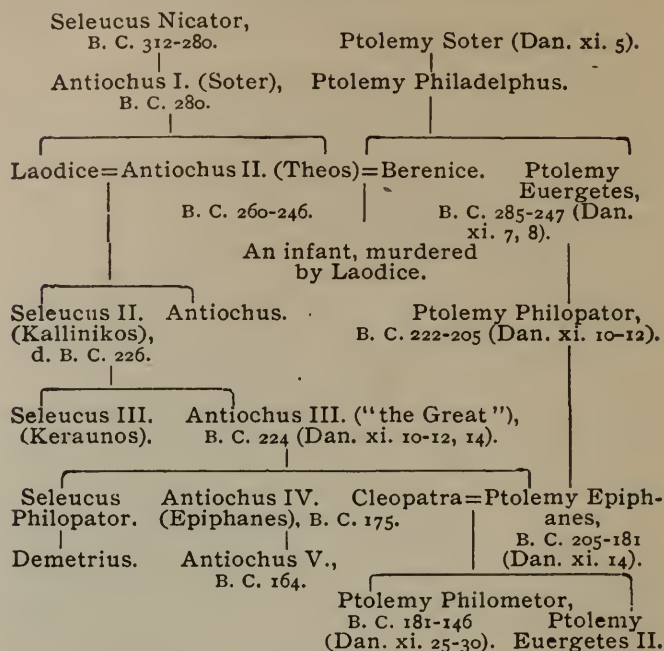 Seleucus Nicator,
B. C. 312-280.
Ptolemy Soter (Dan. xi. 5).
Antiochus I. (Soter),
B. C. 280.
Ptolemy Philadelphus.
Laodice=Antiochus II. (Theos)=Berenice.
B. C. 260-246.
Ptolemy
Euergetes,
B. C. 285-247 (Dan.
xi. 7, 8).
An infant, murdered
by Laodice.
Seleucus II.
(Kallinikos),
d. B. C. 226.
Antiochus.
Ptolemy Philopator,
B. C. 222-205 (Dan. xi. 10-12).
Seleucus III.
(Keraunos).
Antiochus III. ("the Great"),
B. C. 224 (Dan. xi. 10-12, 14).
Seleucus
Philopator.
Antiochus IV.
(Epiphanes), B. C. 175.
Cleopatra=Ptolemy Epiph-
anes,
B. C. 205-181
(Dan. xi. 14).
Demetrius.
Antiochus V.,
B. C. 164.
Ptolemy Philometor,
B. C. 181-146
(Dan. xi. 25-30).
Ptolemy
Euergetes II.